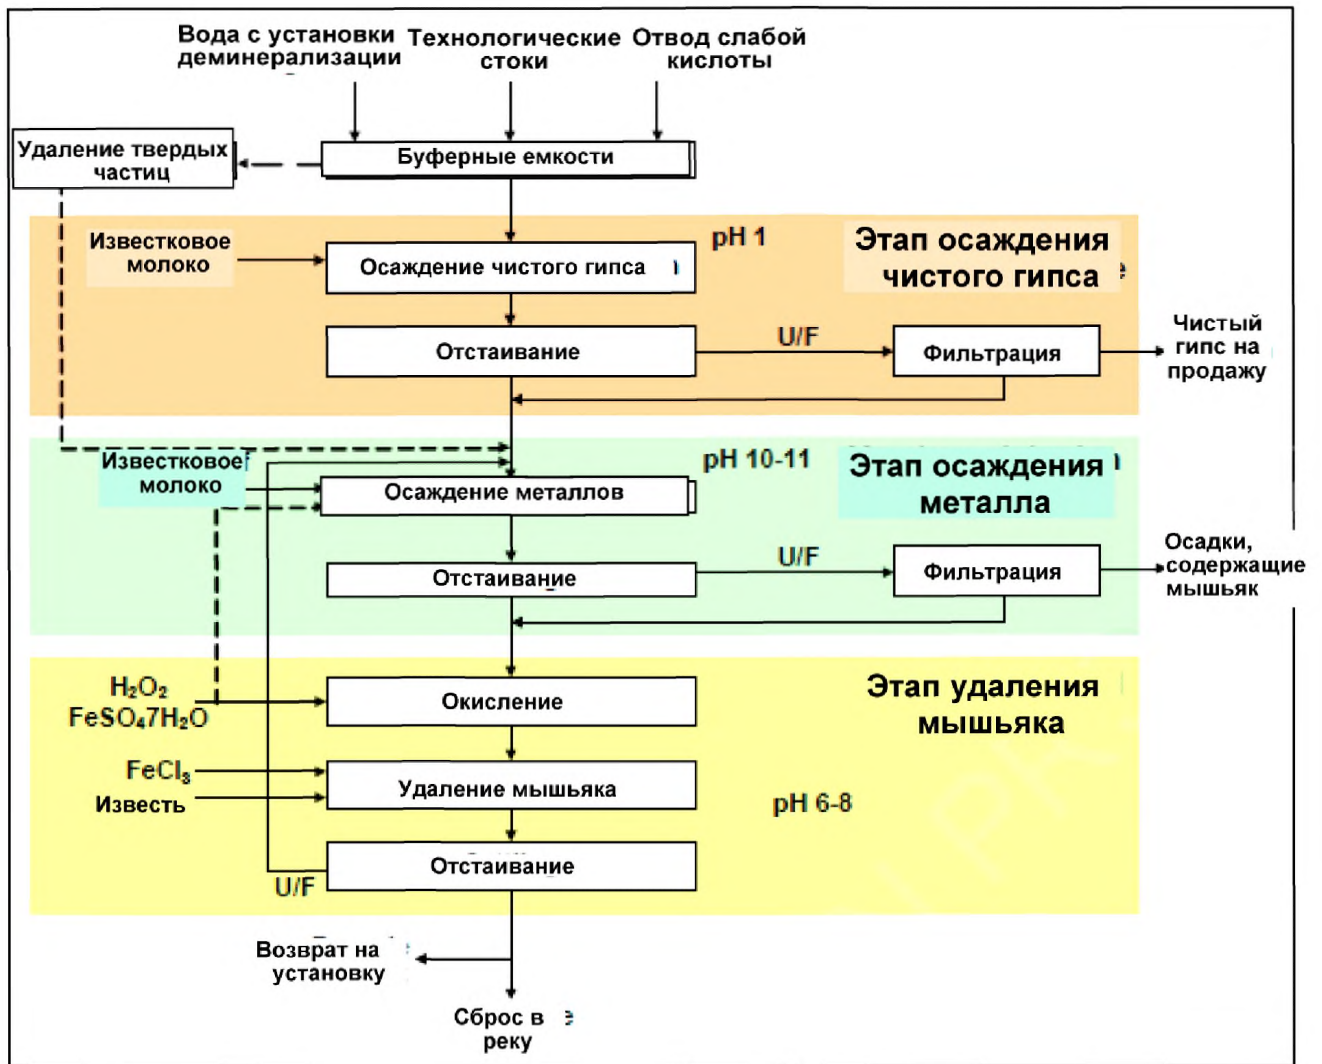 Вода с установки
деминерализации
Технологические
стоки
Отвод слабой
кислоты
Удаление твердых
частиц
Буферные емкости
Известковое
молоко
Осаждение чистого гипса
pH 1
Этап осаждения
чистого гипса
Отстаивание
U/F
Фильтрация
Чистый
гипс на
продажу
Известковое
молоко
Осаждение металлов
pH 10-11
Этап осаждения
металла
Отстаивание
U/F
Фильтрация
Осадки,
содержащие
мышьяк
H₂O₂
FeSO₄7H₂O
Окисление
Этап удаления
мышьяка
FeCl₃
Известь
Удаление мышьяка
pH 6-8
Отстаивание
U/F
Возврат на
установку
Сброс в
реку